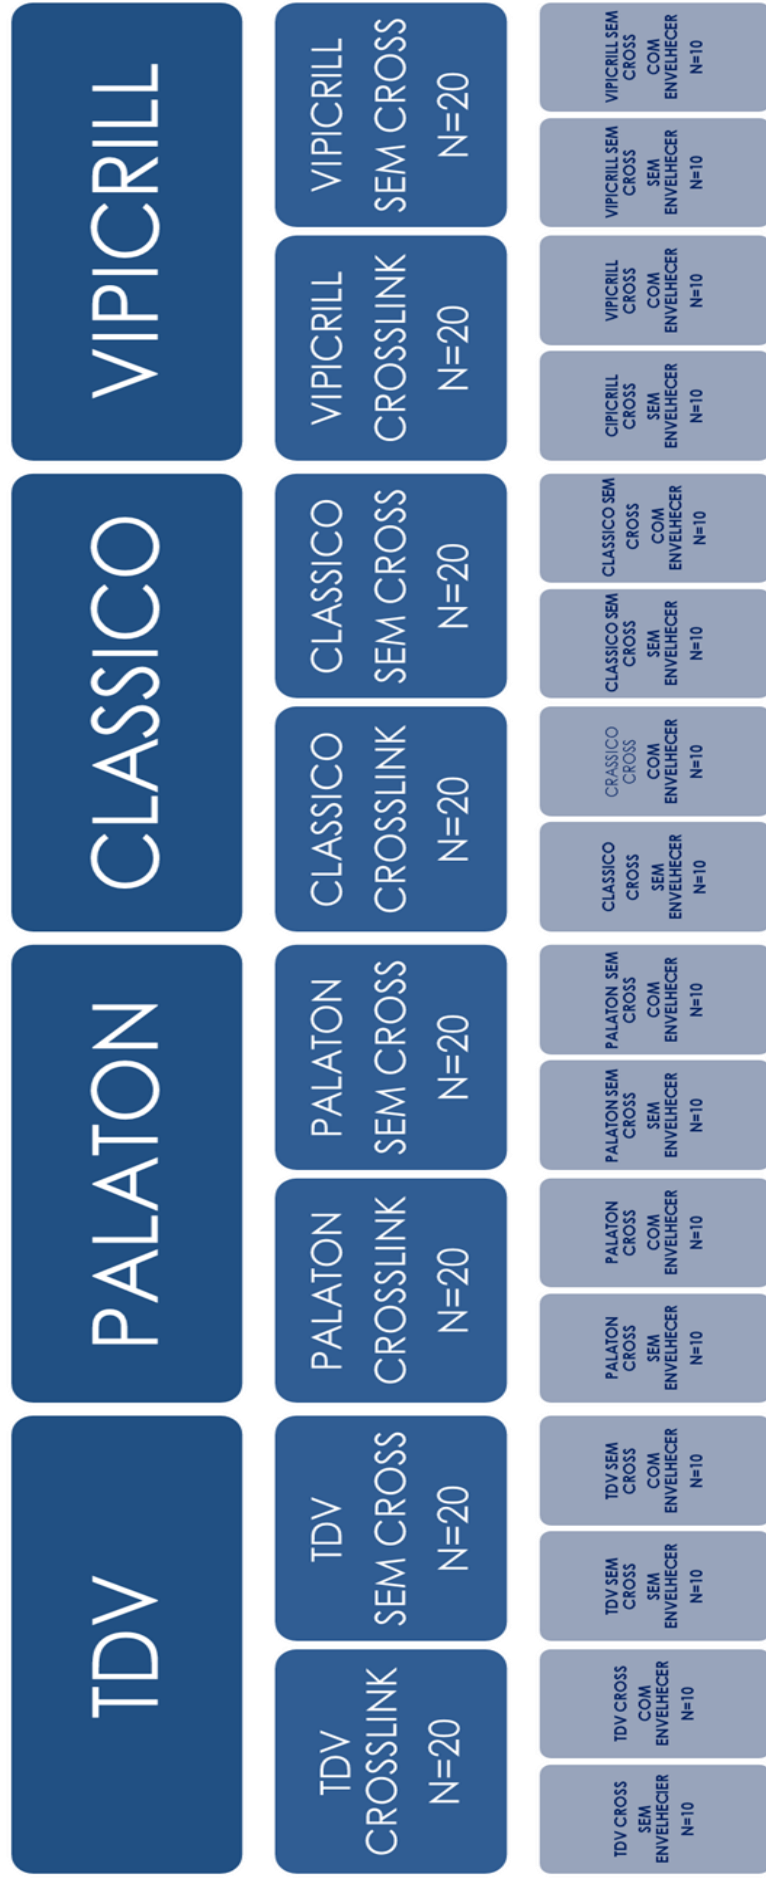 TDV
PALATON
CLASSICO
VIPICRILL
TDV
CROSSLINK
N=20
TDV
SEM CROSS
N=20
PALATON
CROSSLINK
N=20
PALATON
SEM CROSS
N=20
CLASSICO
CROSSLINK
N=20
CLASSICO
SEM CROSS
N=20
VIPICRILL
CROSSLINK
N=20
VIPICRILL
SEM CROSS
N=20
TDV CROSS
SEM
ENVELHECIER
N=10
TDV CROSS
COM
ENVELHECER
N=10
TDV SEM
CROSS
SEM
ENVELHECER
N=10
TDV SEM
CROSS
COM
ENVELHECER
N=10
PALATON
CROSS
SEM
ENVELHECER
N=10
PALATON
CROSS
COM
ENVELHECER
N=10
PALATON SEM
CROSS
SEM
ENVELHECER
N=10
PALATON SEM
CROSS
COM
ENVELHECER
N=10
CLASSICO
CROSS
SEM
ENVELHECER
N=10
CRASSICO
CROSS
COM
ENVELHECER
N=10
CLASSICO SEM
CROSS
SEM
ENVELHECER
N=10
CLASSICO SEM
CROSS
COM
ENVELHECER
N=10
CIPICRILL
CROSS
SEM
ENVELHECER
N=10
VIPICRILL
CROSS
COM
ENVELHECER
N=10
VIPICRILL SEM
CROSS
SEM
ENVELHECER
N=10
VIPICRILL SEM
CROSS
COM
ENVELHECER
N=10